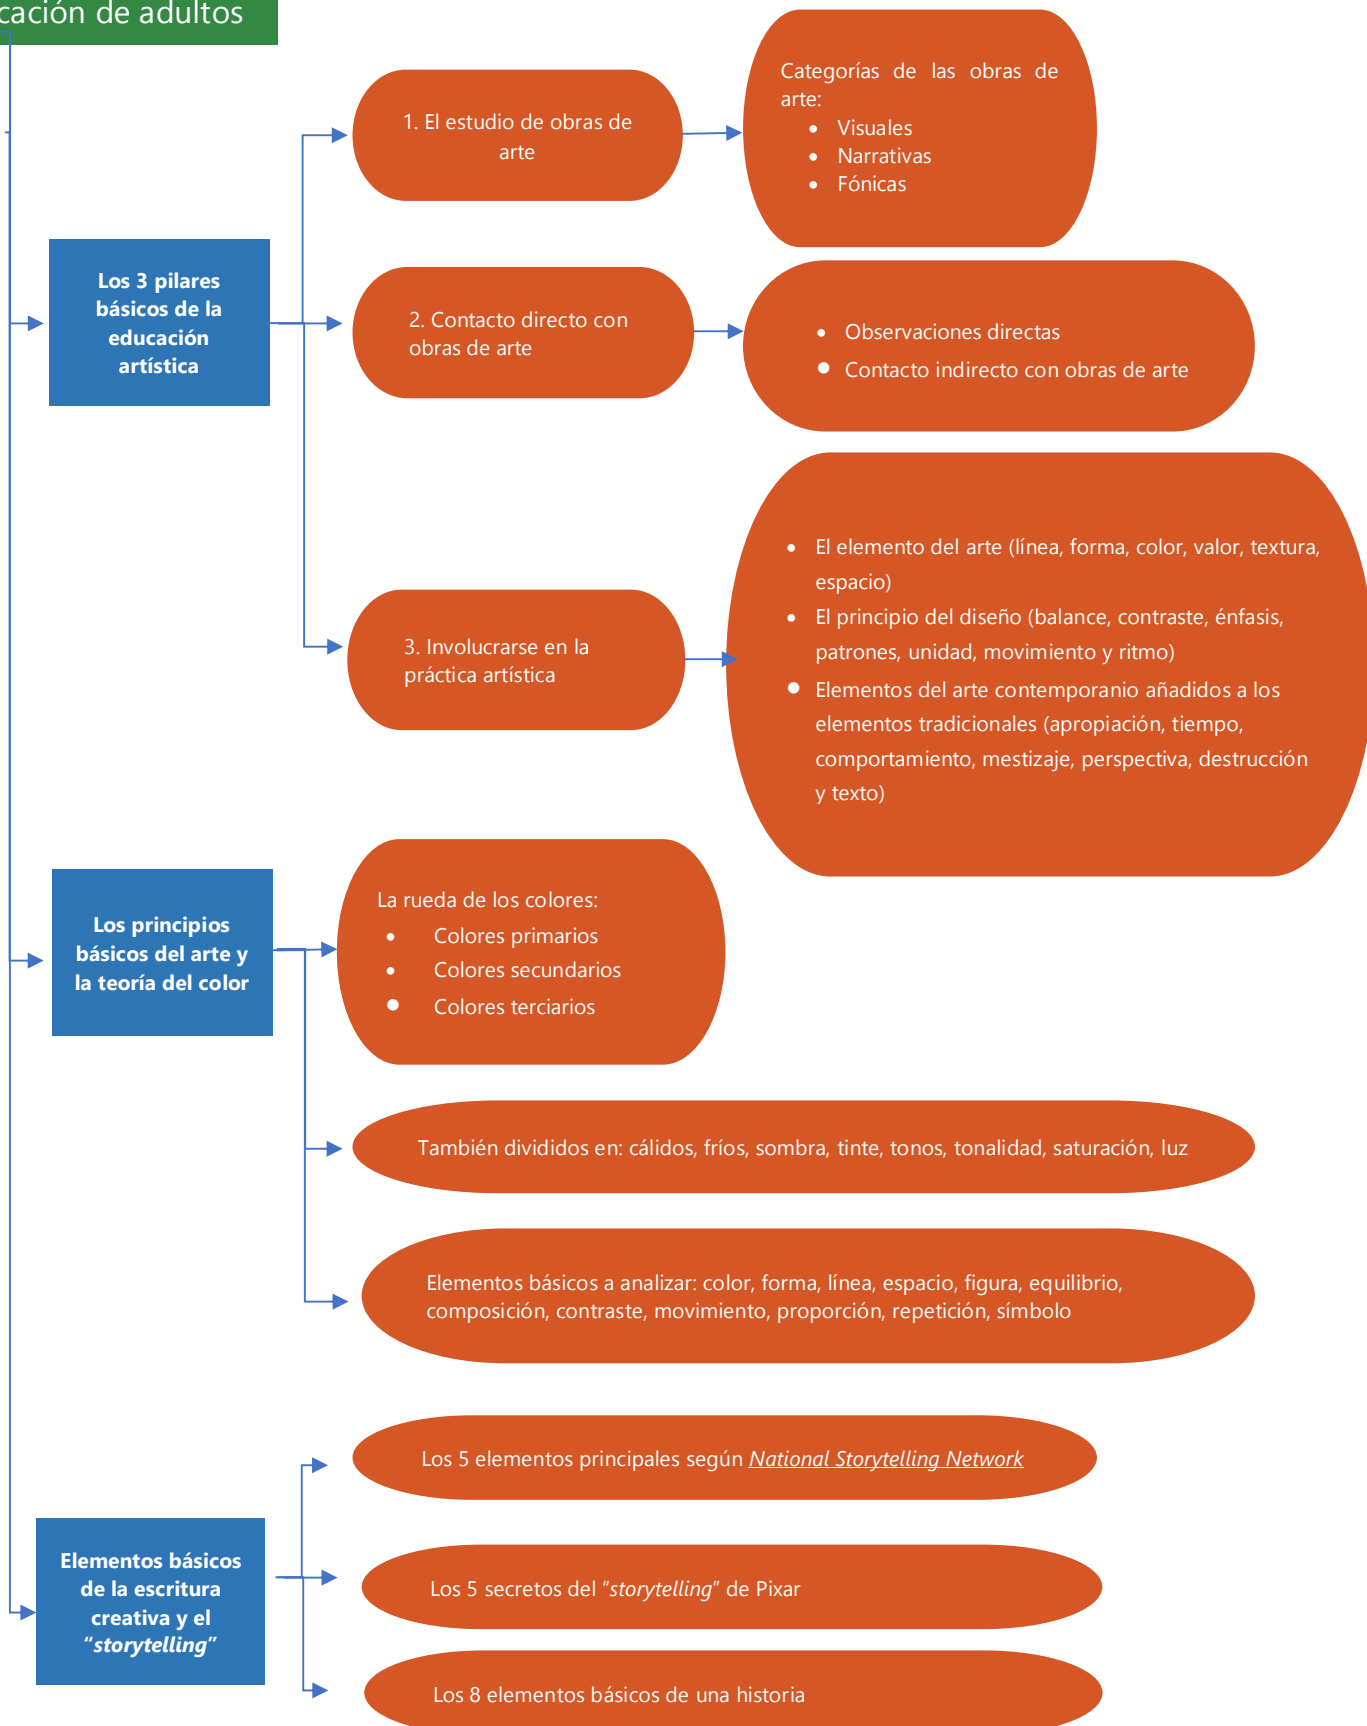 cación de adultos
1. El estudio de obras de
arte
Categorías de las obras de
arte:
• Visuales
• Narrativas
• Fónicas
Los 3 pilares
básicos de la
educación
artística
2. Contacto directo con
obras de arte
• Observaciones directas
• Contacto indirecto con obras de arte
3. Involucrarse en la
práctica artística
• El elemento del arte (línea, forma, color, valor, textura,
espacio)
• El principio del diseño (balance, contraste, énfasis,
patrones, unidad, movimiento y ritmo)
• Elementos del arte contemporanio añadidos a los
elementos tradicionales (apropiación, tiempo,
comportamiento, mestizaje, perspectiva, destrucción
y texto)
Los principios
básicos del arte y
la teoría del color
La rueda de los colores:
• Colores primarios
• Colores secundarios
• Colores terciarios
También divididos en: cálidos, fríos, sombra, tinte, tonos, tonalidad, saturación, luz
Elementos básicos a analizar: color, forma, línea, espacio, figura, equilibrio,
composición, contraste, movimiento, proporción, repetición, símbolo
Elementos básicos
de la escritura
creativa y el
“storytelling”
Los 5 elementos principales según National Storytelling Network
Los 5 secretos del “storytelling” de Pixar
Los 8 elementos básicos de una historia